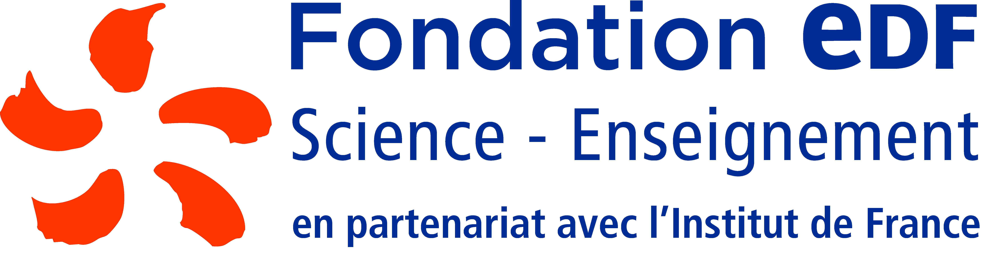 Fondation eDF
Science - Enseignement
en partenariat avec l’Institut de France